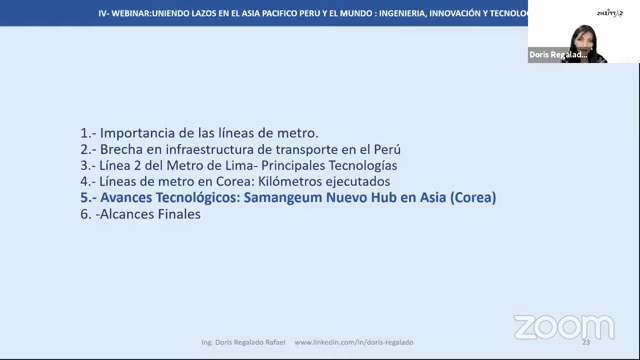 IV- WEBINAR:UNIENDO LAZOS EN EL ASIA PACIFICO PERU Y EL MUNDO : INGENIERIA, INNOVACIÓN Y TECNOLO
Doris Regalad...
1.- Importancia de las líneas de metro.
2.- Brecha en infraestructura de transporte en el Perú
3.- Línea 2 del Metro de Lima- Principales Tecnologías
4.- Líneas de metro en Corea: Kilómetros ejecutados
5.- Avances Tecnológicos: Samangeum Nuevo Hub en Asia (Corea)
6. -Alcances Finales
zoom
Ing. Doris Regalado Rafael www.linkedin.com/in/doris-regalado 23